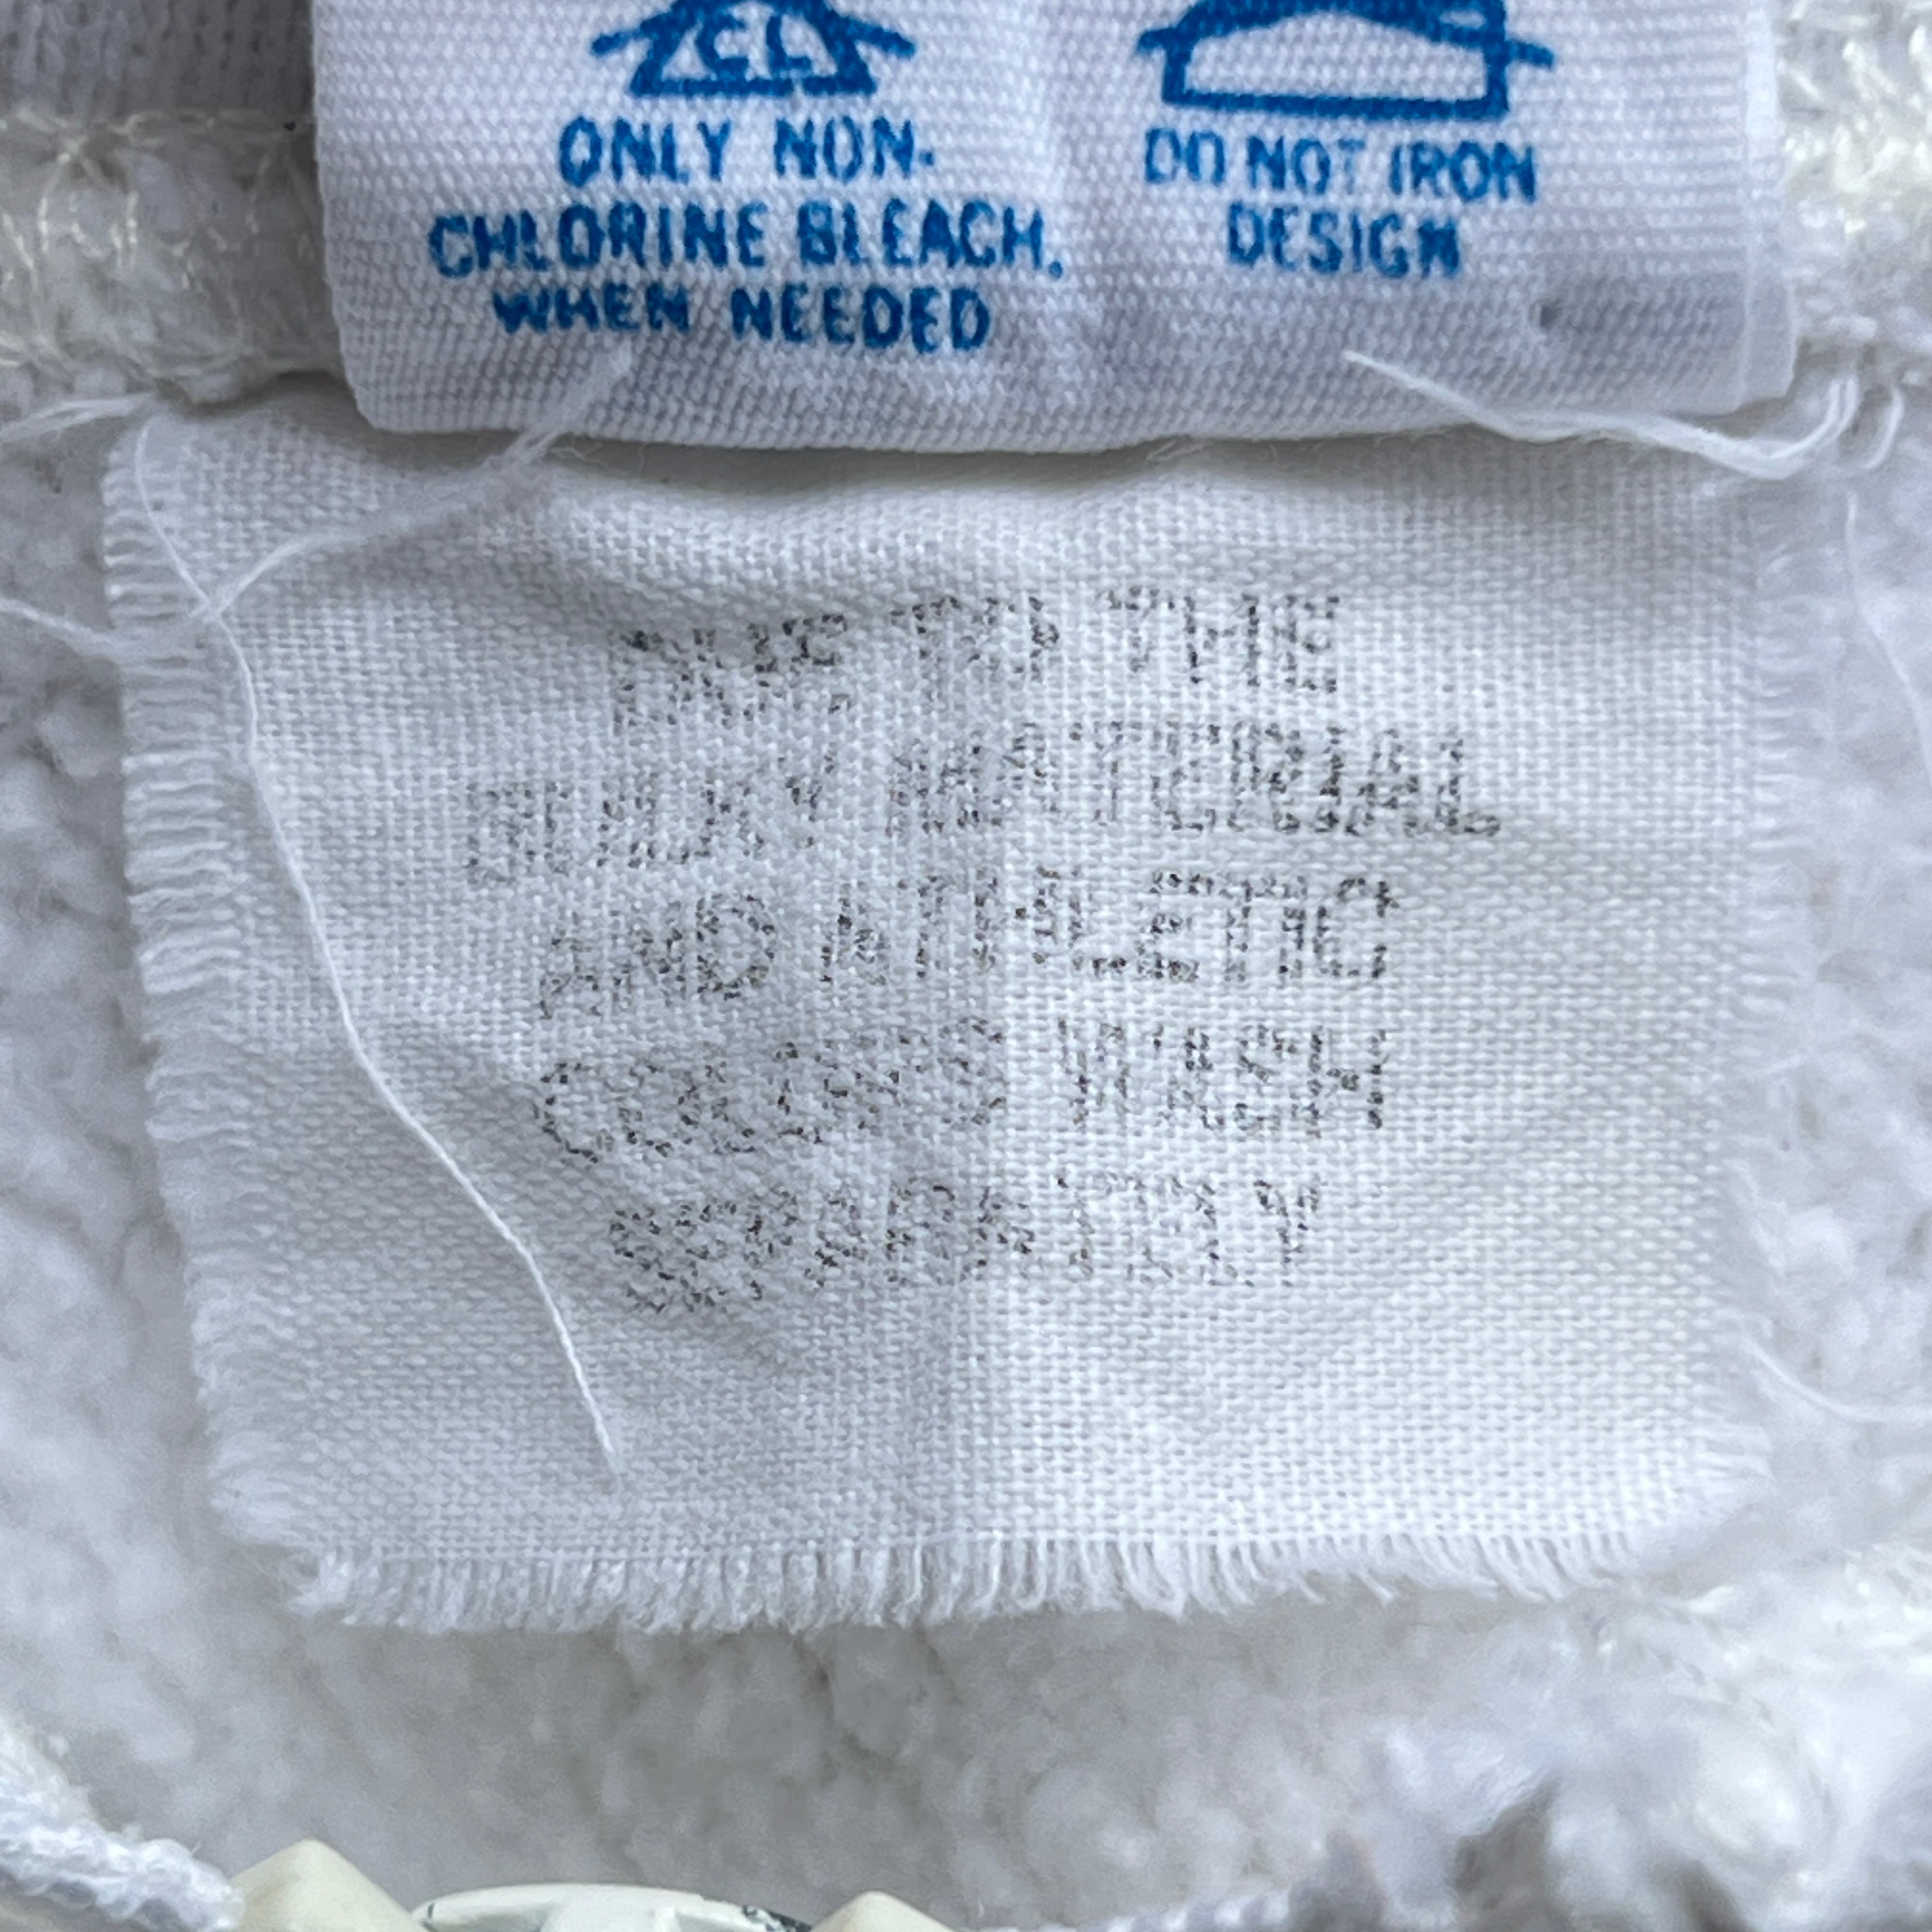 CL
ONLY NON-
CHLORINE BLEACH,
WHEN NEEDED
DO NOT IRON
DESIGN
DUE TO THE
BULKY MATERIAL
AND ATHLETIC
COLORS WASH
SEPARATELY